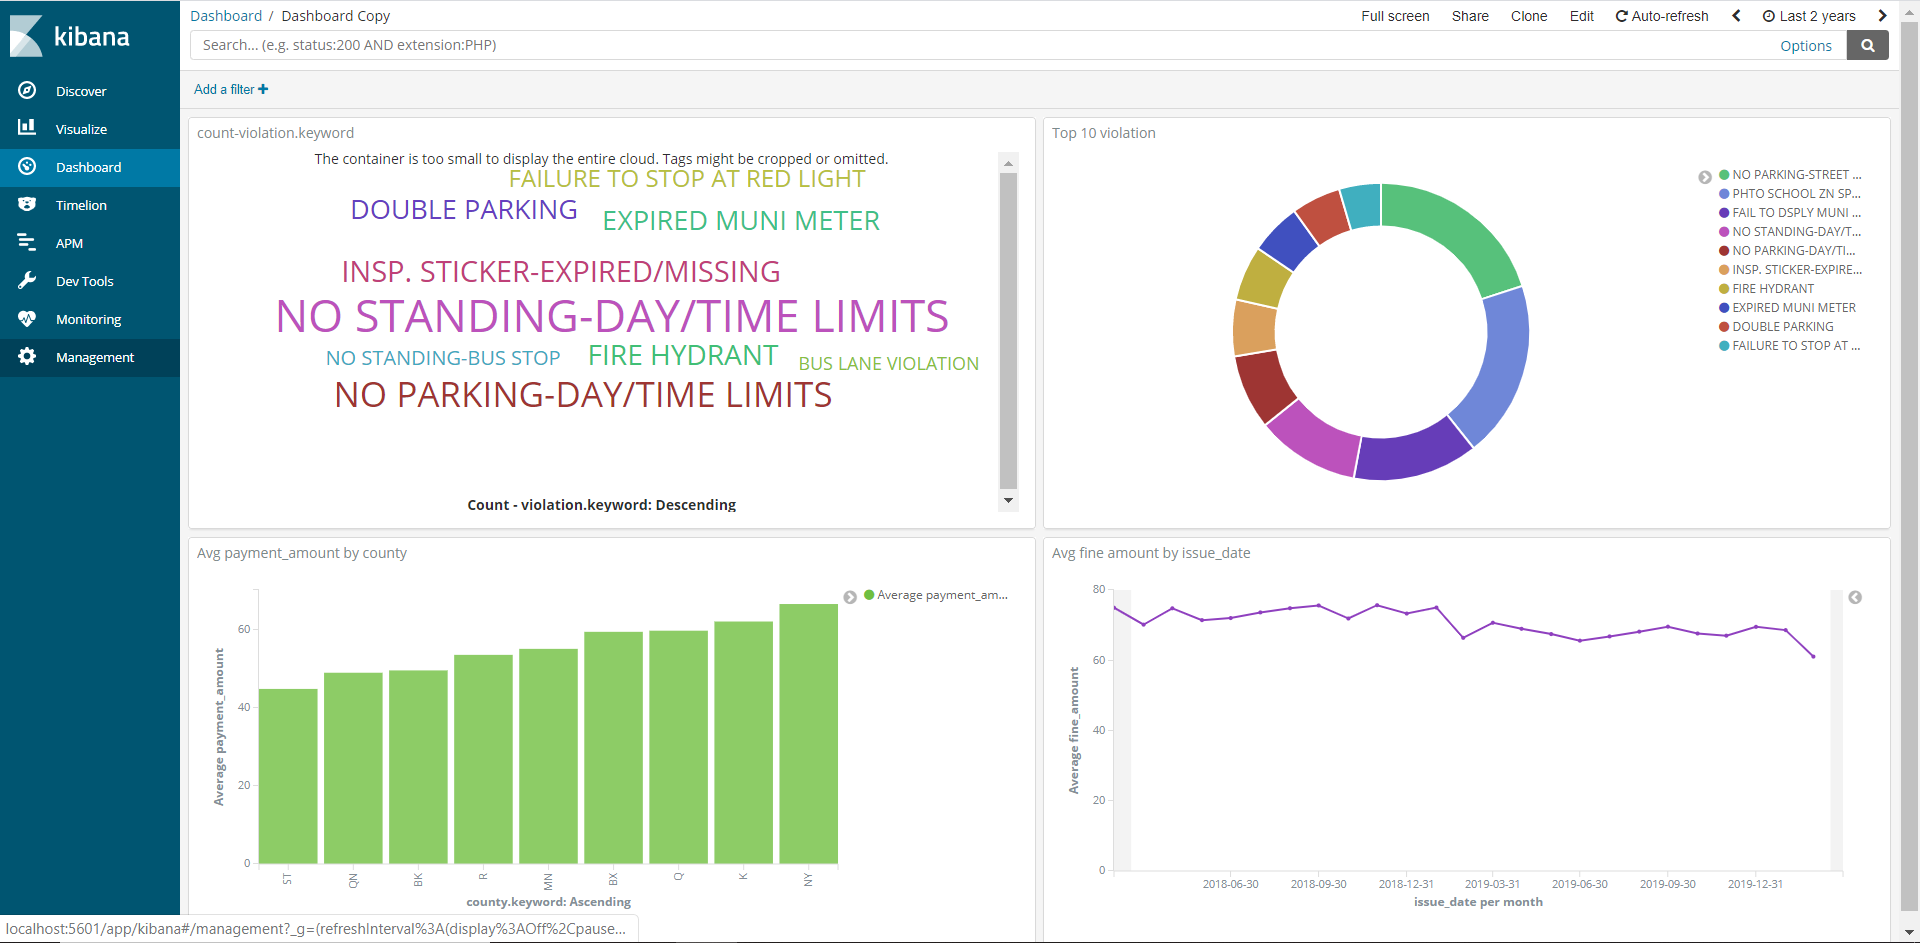 kibana
Discover
Visualize
Dashboard
Timelion
APM
Dev Tools
Monitoring
Management
Dashboard / Dashboard Copy
Full screen Share Clone Edit Auto-refresh Last 2 years
Search... (e.g. status:200 AND extension:PHP)
Options
Add a filter
count-violation.keyword
The container is too small to display the entire cloud. Tags might be cropped or omitted.
FAILURE TO STOP AT RED LIGHT
DOUBLE PARKING
EXPIRED MUNI METER
INSP. STICKER-EXPIRED/MISSING
NO STANDING-DAY/TIME LIMITS
NO STANDING-BUS STOP
FIRE HYDRANT
BUS LANE VIOLATION
NO PARKING-DAY/TIME LIMITS
Count - violation.keyword: Descending
Top 10 violation
NO PARKING-STREET ...
PHTO SCHOOL ZN SP...
FAIL TO DSPLY MUNI ...
NO STANDING-DAY/T...
NO PARKING-DAY/TI...
INSP. STICKER-EXPIRE...
FIRE HYDRANT
EXPIRED MUNI METER
DOUBLE PARKING
FAILURE TO STOP AT ...
Avg payment_amount by county
Average payment_am...
Average payment_amount
60
40
20
0
ST QN BK R MN BX Q K NY
county.keyword: Ascending
Avg fine amount by issue_date
Average fine_amount
80
60
40
20
0
2018-06-30 2018-09-30 2018-12-31 2019-03-31 2019-06-30 2019-09-30 2019-12-31
issue_date per month
localhost:5601/app/kibana#/management?_g=(refreshInterval%3A(display%3AOff%2Cpause...